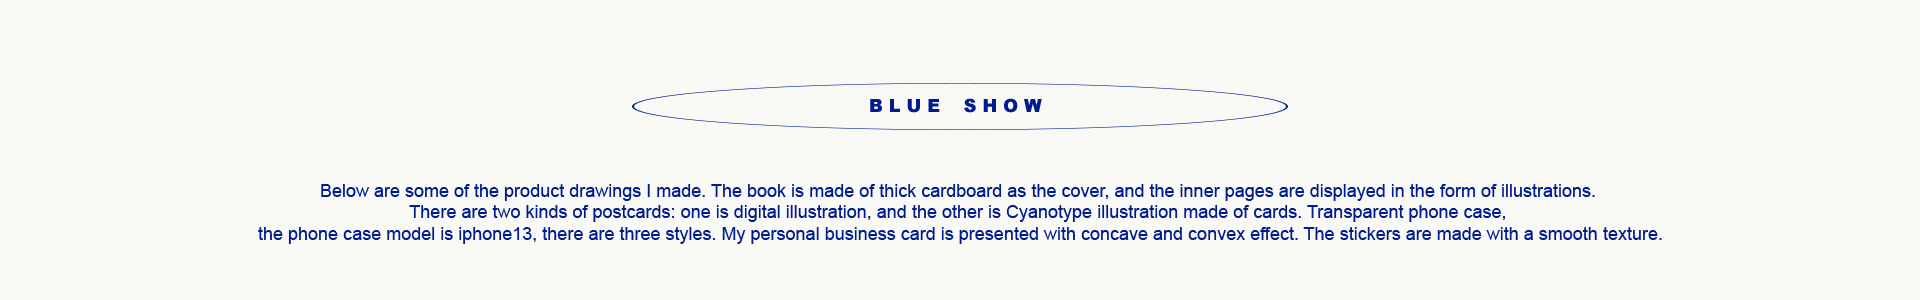 BLUE SHOW
Below are some of the product drawings I made. The book is made of thick cardboard as the cover, and the inner pages are displayed in the form of illustrations.
There are two kinds of postcards: one is digital illustration, and the other is Cyanotype illustration made of cards. Transparent phone case,
the phone case model is iphone13, there are three styles. My personal business card is presented with concave and convex effect. The stickers are made with a smooth texture.